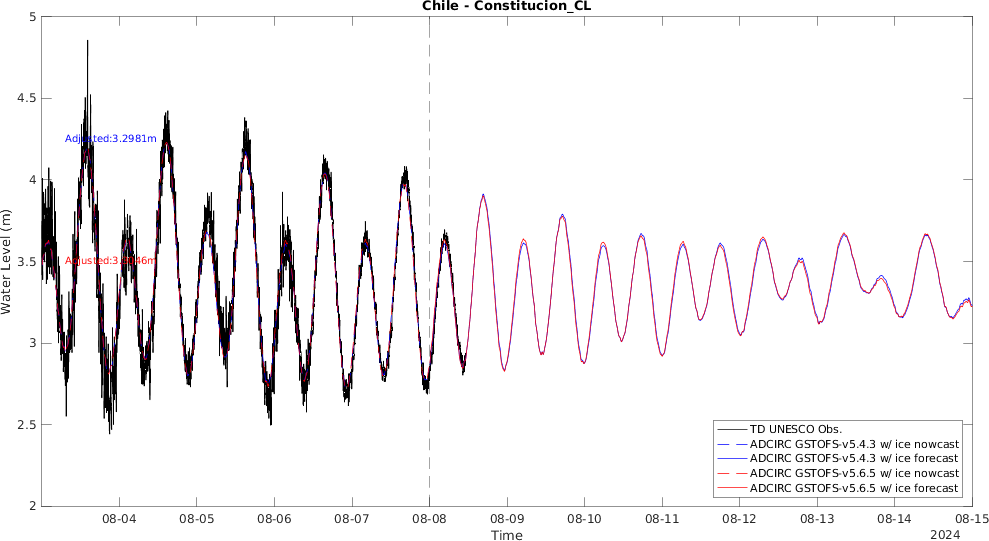 Chile - Constitucion_CL
Water Level (m)
5
4.5
4
3.5
3
2.5
2
Adjusted:3.2981m
08-04
08-05
08-06
08-07
08-08
08-09
08-10
08-11
08-12
08-13
08-14
08-15
Time
2024
TD UNESCO Obs.
ADCIRC GSTOFS-v5.4.3 w/ ice nowcast
ADCIRC GSTOFS-v5.4.3 w/ ice forecast
ADCIRC GSTOFS-v5.6.5 w/ ice nowcast
ADCIRC GSTOFS-v5.6.5 w/ ice forecast